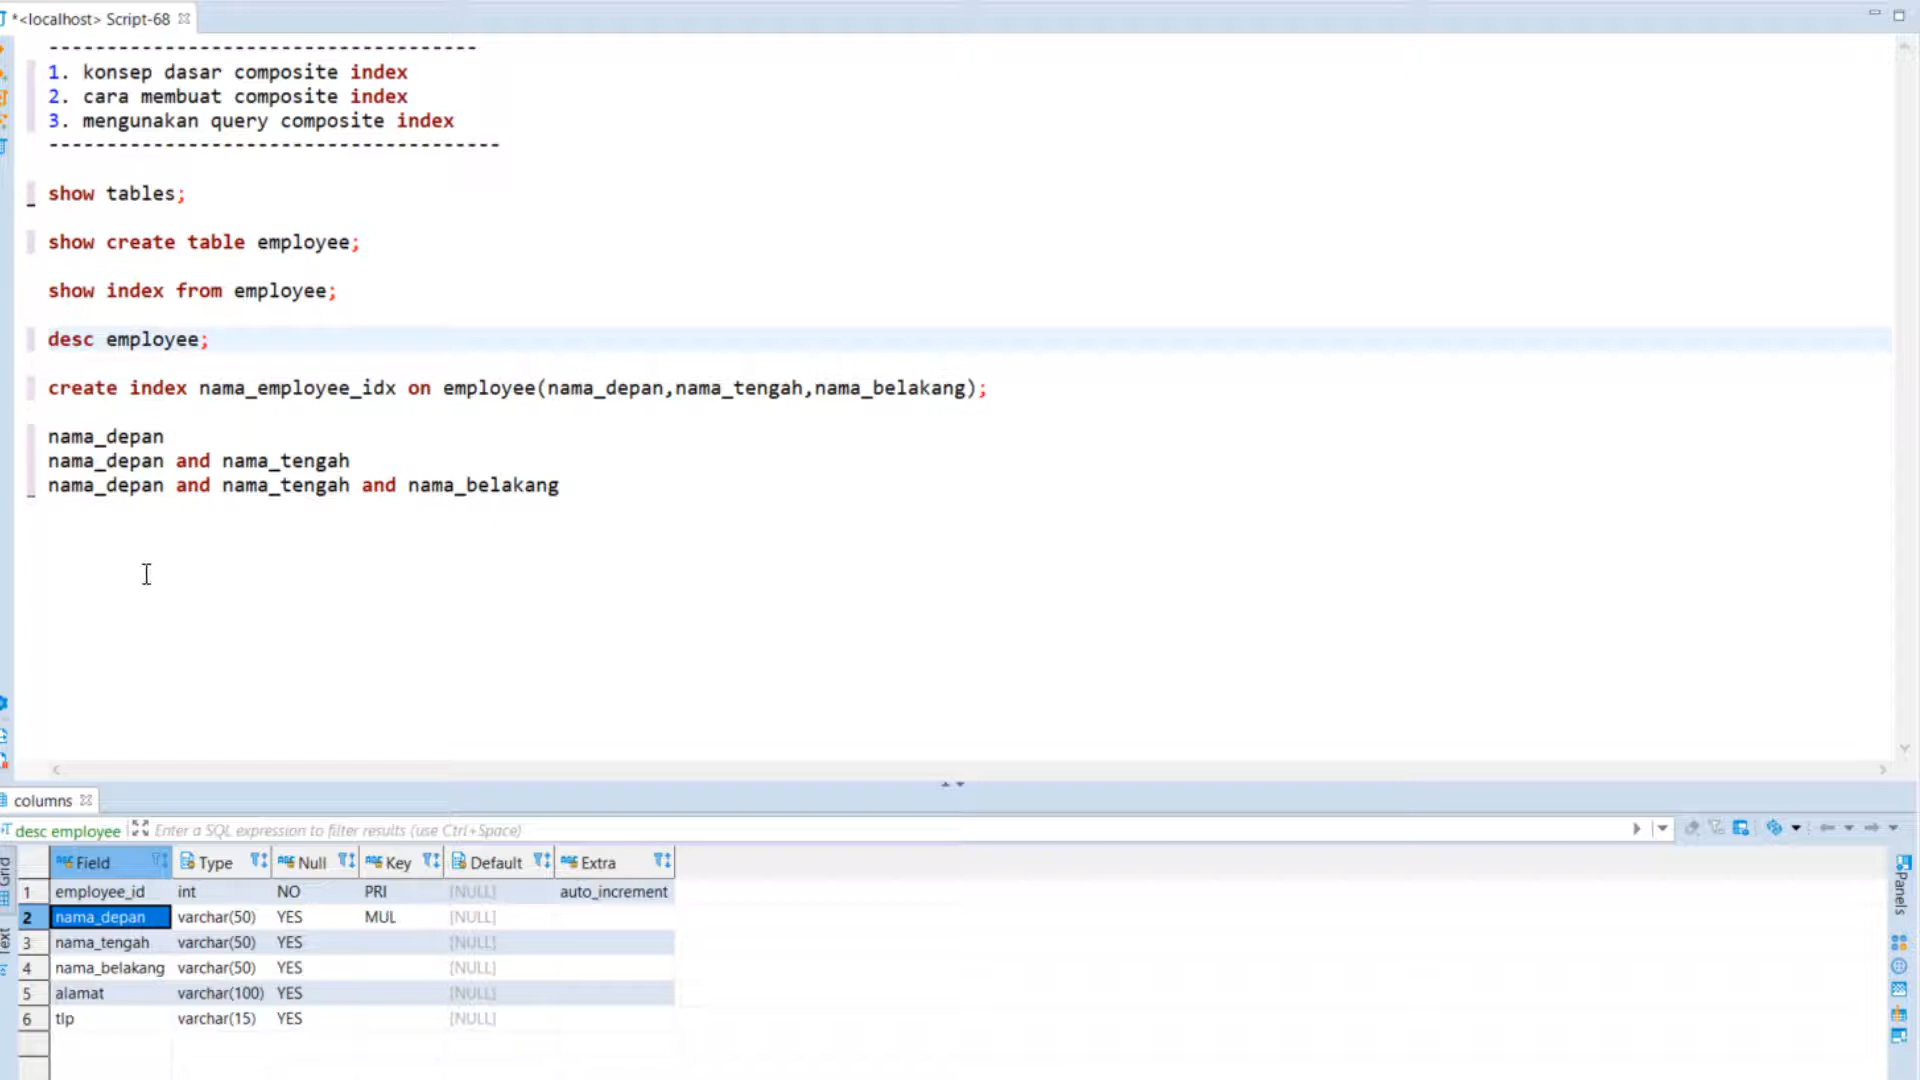 *<localhost> Script-68
-------------------------------------
1. konsep dasar composite index
2. cara membuat composite index
3. mengunakan query composite index
---------------------------------------
show tables;
show create table employee;
show index from employee;
desc employee;
create index nama_employee_idx on employee(nama_depan,nama_tengah,nama_belakang);
nama_depan
nama_depan and nama_tengah
nama_depan and nama_tengah and nama_belakang
columns
desc employee Enter a SQL expression to filter results (use Ctrl+Space)
Field Type Null Key Default Extra
1 employee_id int NO PRI [NULL] auto_increment
2 nama_depan varchar(50) YES MUL [NULL]
3 nama_tengah varchar(50) YES [NULL]
4 nama_belakang varchar(50) YES [NULL]
5 alamat varchar(100) YES [NULL]
6 tlp varchar(15) YES [NULL]
Grid
Text
Panels